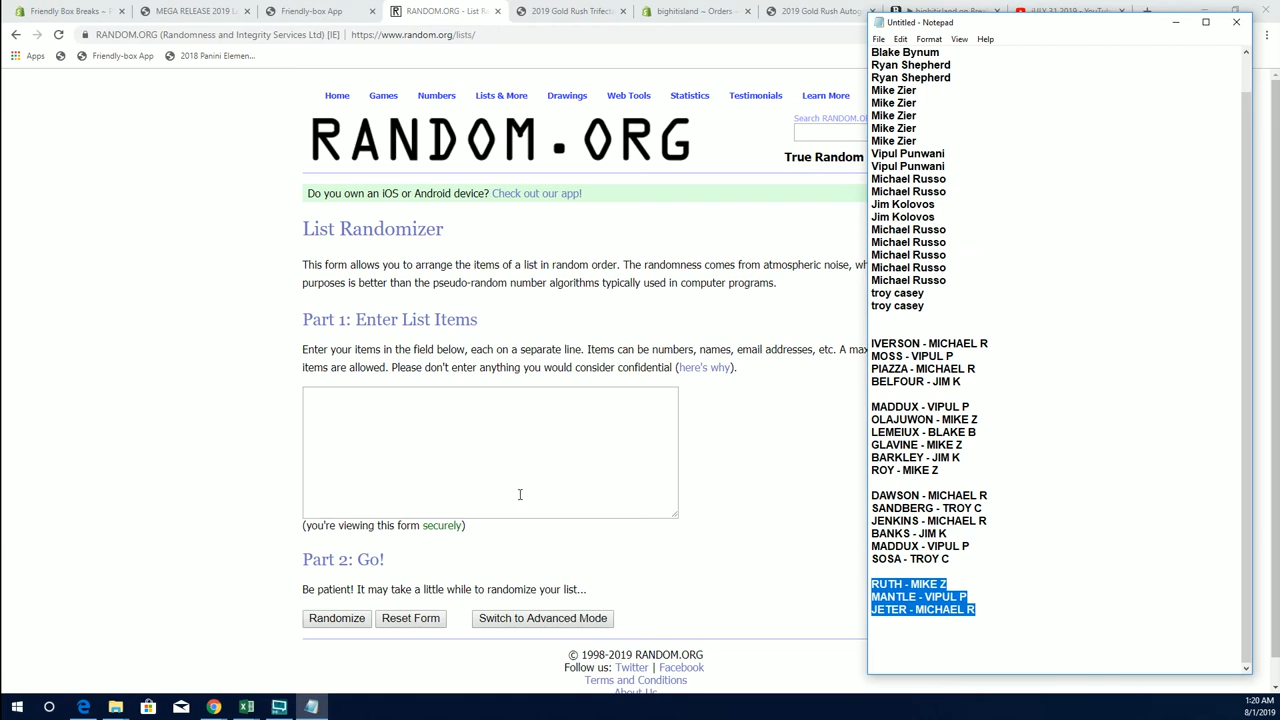 Friendly Box Breaks ~ F
MEGA RELEASE 2019 L
Friendly-box App
RANDOM.ORG - List Ra
2019 Gold Rush Trifecta
bighitisland ~ Orders ~
2019 Gold Rush Autog
bighitisland on Brea
JULY 31 2019 - YouTu
RANDOM.ORG (Randomness and Integrity Services Ltd) [IE] | https://www.random.org/lists/
Apps
Friendly-box App
2018 Panini Elemen...
Home Games Numbers Lists & More Drawings Web Tools Statistics Testimonials Learn More
RANDOM.ORG
Search RANDOM.O
True Random
Do you own an iOS or Android device? Check out our app!
List Randomizer
This form allows you to arrange the items of a list in random order. The randomness comes from atmospheric noise, wh
purposes is better than the pseudo-random number algorithms typically used in computer programs.
Part 1: Enter List Items
Enter your items in the field below, each on a separate line. Items can be numbers, names, email addresses, etc. A max
items are allowed. Please don't enter anything you would consider confidential (here's why).
(you're viewing this form securely)
Part 2: Go!
Be patient! It may take a little while to randomize your list...
Randomize Reset Form Switch to Advanced Mode
© 1998-2019 RANDOM.ORG
Follow us: Twitter | Facebook
Terms and Conditions
About Us
Untitled - Notepad
File Edit Format View Help
Blake Bynum
Ryan Shepherd
Ryan Shepherd
Mike Zier
Mike Zier
Mike Zier
Mike Zier
Mike Zier
Vipul Punwani
Vipul Punwani
Michael Russo
Michael Russo
Jim Kolovos
Jim Kolovos
Michael Russo
Michael Russo
Michael Russo
Michael Russo
Michael Russo
troy casey
troy casey
IVERSON - MICHAEL R
MOSS - VIPUL P
PIAZZA - MICHAEL R
BELFOUR - JIM K
MADDUX - VIPUL P
OLAJUWON - MIKE Z
LEMEIUX - BLAKE B
GLAVINE - MIKE Z
BARKLEY - JIM K
ROY - MIKE Z
DAWSON - MICHAEL R
SANDBERG - TROY C
JENKINS - MICHAEL R
BANKS - JIM K
MADDUX - VIPUL P
SOSA - TROY C
RUTH - MIKE Z
MANTLE - VIPUL P
JETER - MICHAEL R
1:20 AM
8/1/2019